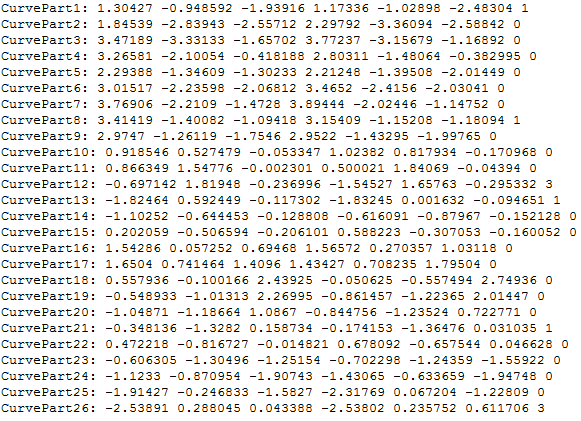 CurvePart1: 1.30427 -0.948592 -1.93916 1.17336 -1.02898 -2.48304 1
CurvePart2: 1.84539 -2.83943 -2.55712 2.29792 -3.36094 -2.58842 0
CurvePart3: 3.47189 -3.33133 -1.65702 3.77237 -3.15679 -1.16892 0
CurvePart4: 3.26581 -2.10054 -0.418188 2.80311 -1.48064 -0.382995 0
CurvePart5: 2.29388 -1.34609 -1.30233 2.21248 -1.39508 -2.01449 0
CurvePart6: 3.01517 -2.23598 -2.06812 3.4652 -2.4156 -2.03041 0
CurvePart7: 3.76906 -2.2109 -1.4728 3.89444 -2.02446 -1.14752 0
CurvePart8: 3.41419 -1.40082 -1.09418 3.15409 -1.15208 -1.18094 1
CurvePart9: 2.9747 -1.26119 -1.7546 2.9522 -1.43295 -1.99765 0
CurvePart10: 0.918546 0.527479 -0.053347 1.02382 0.817934 -0.170968 0
CurvePart11: 0.866349 1.54776 -0.002301 0.500021 1.84069 -0.04394 0
CurvePart12: -0.697142 1.81948 -0.236996 -1.54527 1.65763 -0.295332 3
CurvePart13: -1.82464 0.592449 -0.117302 -1.83245 0.001632 -0.094651 1
CurvePart14: -1.10252 -0.644453 -0.128808 -0.616091 -0.87967 -0.152128 0
CurvePart15: 0.202059 -0.506594 -0.206101 0.588223 -0.307053 -0.160052 0
CurvePart16: 1.54286 0.057252 0.69468 1.56572 0.270357 1.03118 0
CurvePart17: 1.6504 0.741464 1.4096 1.43427 0.708235 1.79504 0
CurvePart18: 0.557936 -0.100166 2.43925 -0.050625 -0.557494 2.74936 0
CurvePart19: -0.548933 -1.01313 2.26995 -0.861457 -1.22365 2.01447 0
CurvePart20: -1.04871 -1.18664 1.0867 -0.844756 -1.23524 0.722771 0
CurvePart21: -0.348136 -1.3282 0.158734 -0.174153 -1.36476 0.031035 1
CurvePart22: 0.472218 -0.816727 -0.014821 0.678092 -0.657544 0.046628 0
CurvePart23: -0.606305 -1.30496 -1.25154 -0.702298 -1.24359 -1.55922 0
CurvePart24: -1.1233 -0.870954 -1.90743 -1.43065 -0.633659 -1.94748 0
CurvePart25: -1.91427 -0.246833 -1.5827 -2.31769 0.067204 -1.22809 0
CurvePart26: -2.53891 0.288045 0.043388 -2.53802 0.235752 0.611706 3